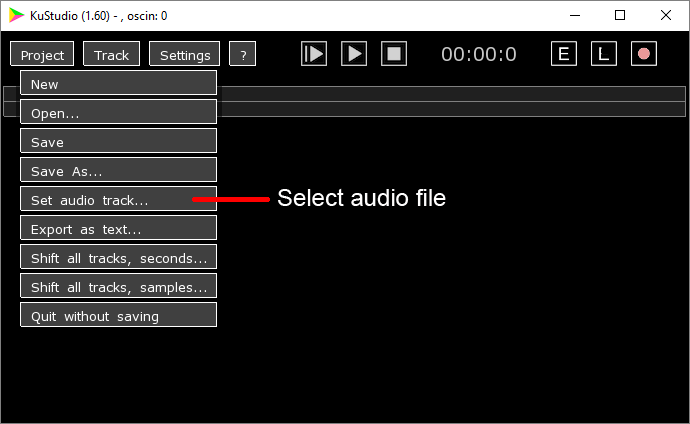 KuStudio (1.60) - , oscin: 0
Project Track Settings ? 00:00:0 E L
New
Open...
Save
Save As...
Set audio track...
Select audio file
Export as text...
Shift all tracks, seconds...
Shift all tracks, samples...
Quit without saving